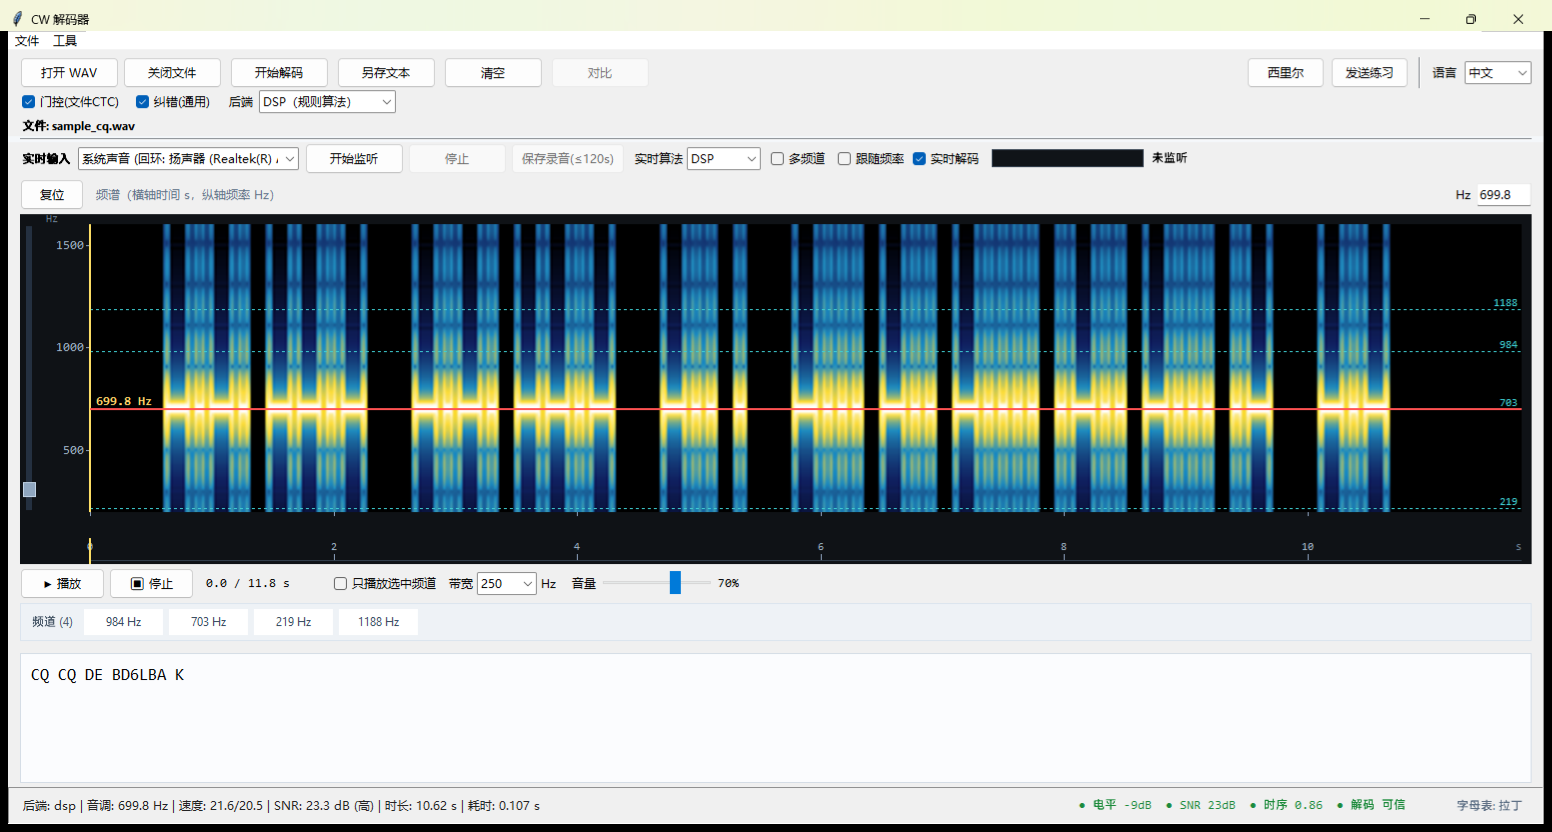 CW 解码器
文件 工具
打开 WAV 关闭文件 开始解码 另存文本 清空 对比 西里尔 发送练习 语言 中文
门控(文件CTC) 纠错(通用) 后端 DSP（规则算法）
文件: sample_cq.wav
实时输入 系统声音 (回环: 扬声器 (Realtek(R) 开始监听 停止 保存录音(≤120s) 实时算法 DSP 多频道 跟随频率 实时解码 未监听
复位 频谱（横轴时间 s，纵轴频率 Hz） Hz 699.8
Hz
1500
1188
1000 984
699.8 Hz 703
500
219
0 2 4 6 8 10 s
播放 停止 0.0 / 11.8 s 只播放选中频道 带宽 250 Hz 音量 70%
频道 (4) 984 Hz 703 Hz 219 Hz 1188 Hz
CQ CQ DE BD6LBA K
后端: dsp | 音调: 699.8 Hz | 速度: 21.6/20.5 | SNR: 23.3 dB (高) | 时长: 10.62 s | 耗时: 0.107 s ● 电平 -9dB ● SNR 23dB ● 时序 0.86 ● 解码 可信 字母表: 拉丁